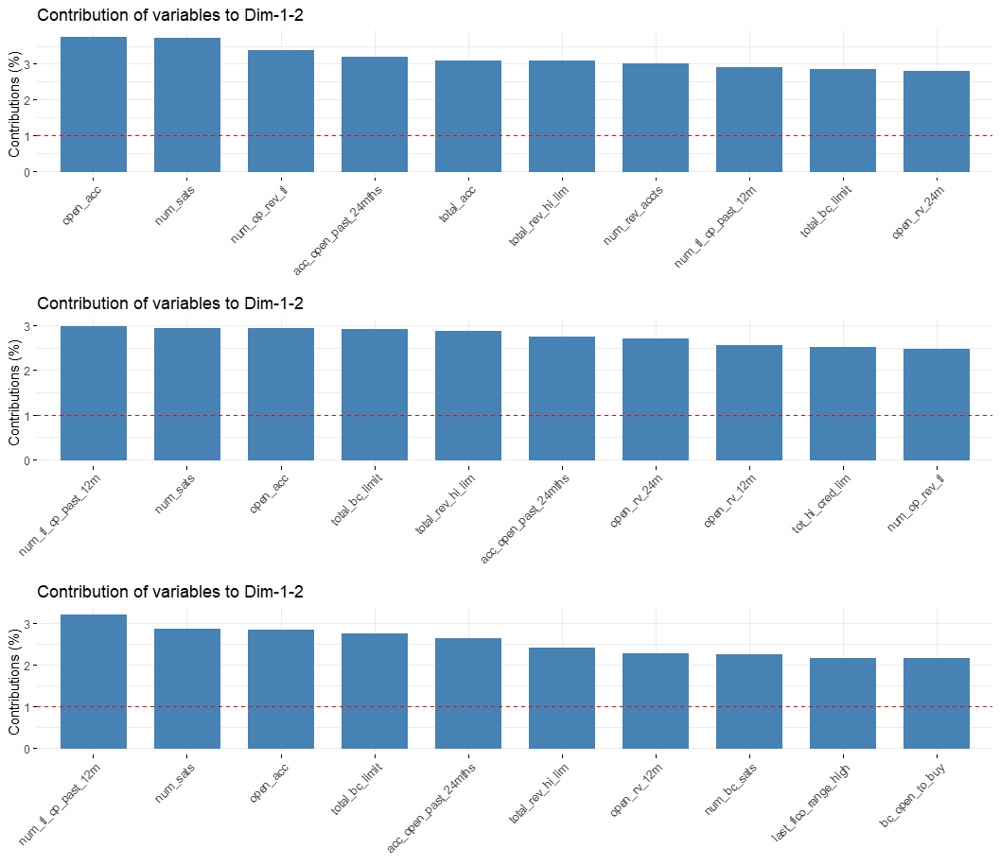 Contribution of variables to Dim-1-2
Contributions (%)
3
2
1
0
open_acc
num_sats
num_op_rev_tl
acc_open_past_24mths
total_acc
total_rev_hi_lim
num_rev_accts
num_tl_op_past_12m
total_bc_limit
open_rv_24m
Contribution of variables to Dim-1-2
Contributions (%)
3
2
1
0
num_tl_op_past_12m
num_sats
open_acc
total_bc_limit
total_rev_hi_lim
acc_open_past_24mths
open_rv_24m
open_rv_12m
tot_hi_cred_lim
num_op_rev_tl
Contribution of variables to Dim-1-2
Contributions (%)
3
2
1
0
num_tl_op_past_12m
num_sats
open_acc
total_bc_limit
acc_open_past_24mths
total_rev_hi_lim
open_rv_12m
num_bc_sats
last_fico_range_high
bc_open_to_buy